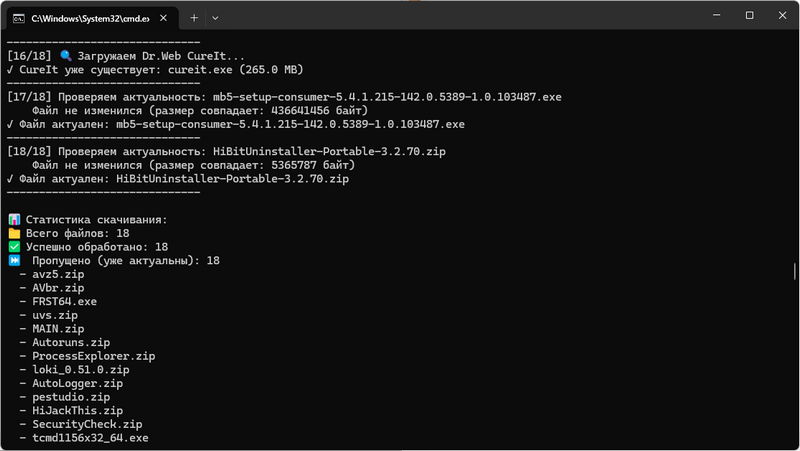 C:\Windows\System32\cmd.ex
------------------------------
[16/18] 🔍 Загружаем Dr.Web CureIt...
√ CureIt уже существует: cureit.exe (265.0 MB)
------------------------------
[17/18] Проверяем актуальность: mb5-setup-consumer-5.4.1.215-142.0.5389-1.0.103487.exe
Файл не изменился (размер совпадает: 436641456 байт)
√ Файл актуален: mb5-setup-consumer-5.4.1.215-142.0.5389-1.0.103487.exe
------------------------------
[18/18] Проверяем актуальность: HiBitUninstaller-Portable-3.2.70.zip
Файл не изменился (размер совпадает: 5365787 байт)
√ Файл актуален: HiBitUninstaller-Portable-3.2.70.zip
------------------------------
📊 Статистика скачивания:
📁 Всего файлов: 18
✅ Успешно обработано: 18
⏭ Пропущено (уже актуальны): 18
- avz5.zip
- AVbr.zip
- FRST64.exe
- uvs.zip
- MAIN.zip
- Autoruns.zip
- ProcessExplorer.zip
- loki_0.51.0.zip
- AutoLogger.zip
- pestudio.zip
- HiJackThis.zip
- SecurityCheck.zip
- tcmd1156x32_64.exe